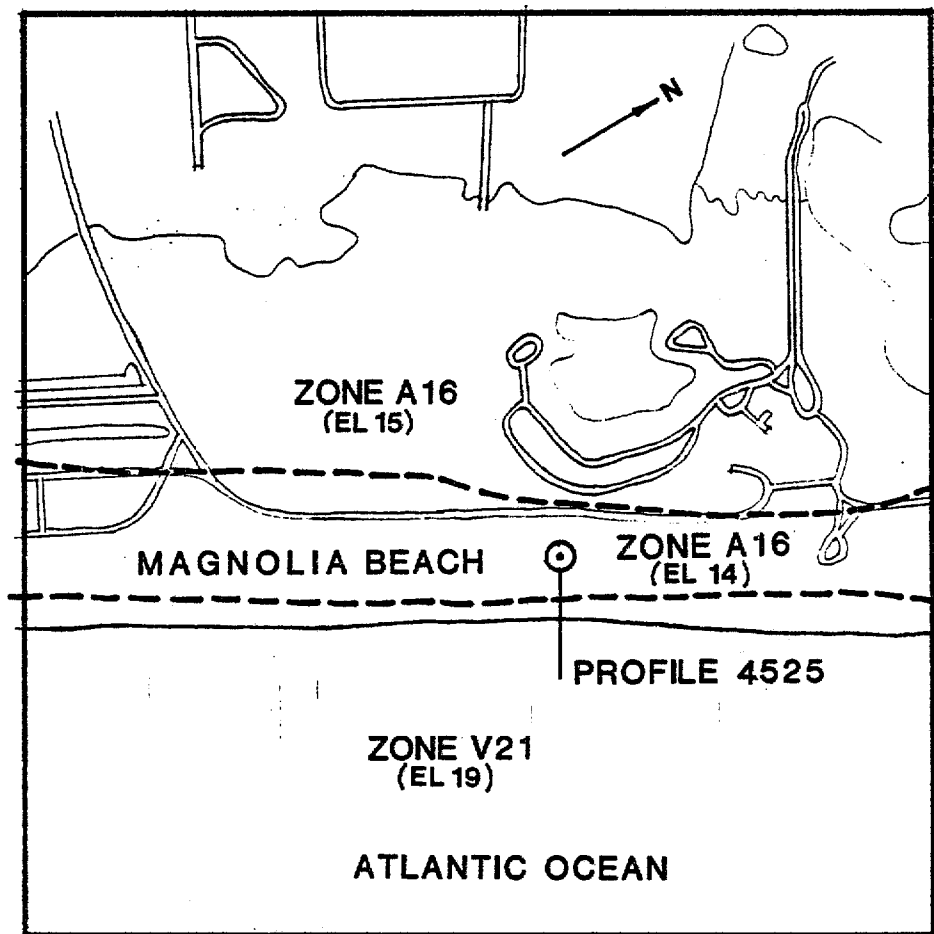 N
ZONE A16
(EL 15)
MAGNOLIA BEACH
ZONE A16
(EL 14)
PROFILE 4525
ZONE V21
(EL 19)
ATLANTIC OCEAN